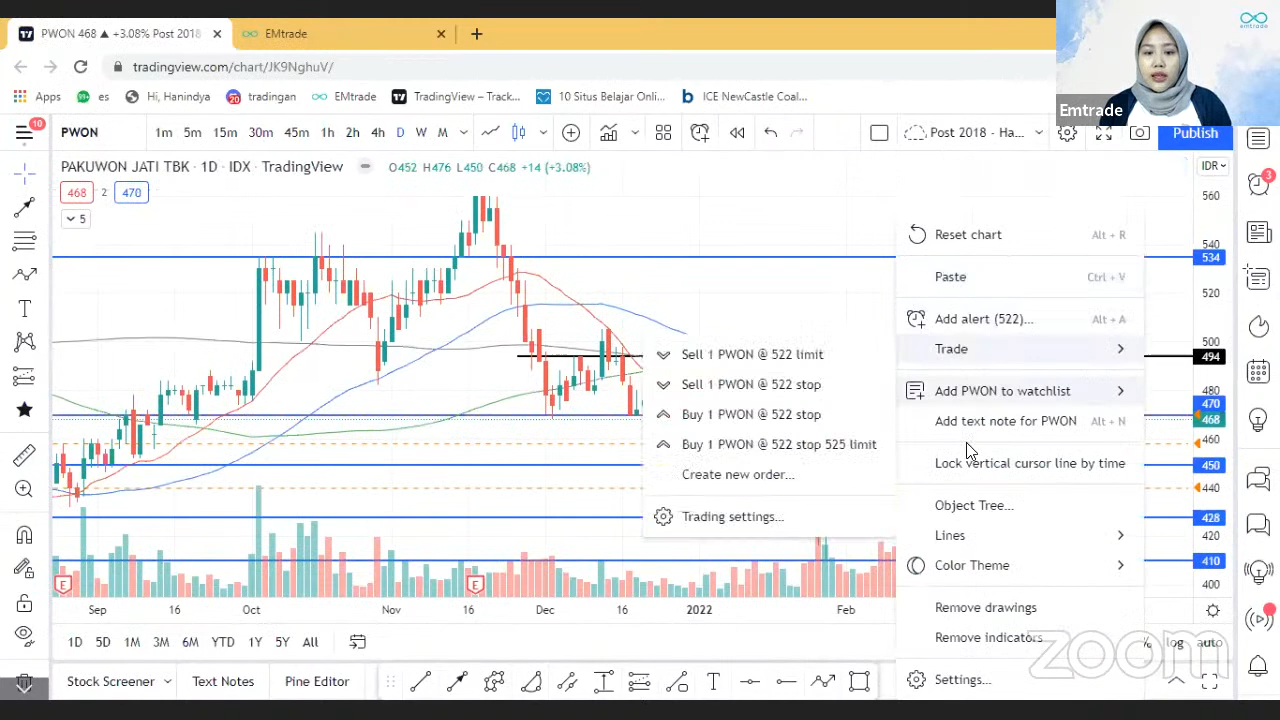 PWON 468 ▲ +3.08% Post 2018
EMtrade
tradingview.com/chart/JK9NghuV/
Apps
99+ es
Hi, Hanindya
20 tradingan
EMtrade
TradingView – Track...
10 Situs Belajar Onli...
ICE NewCastle Coal...
emtrade
Emtrade
10
PWON
1m 5m 15m 30m 45m 1h 2h 4h D W M
Post 2018 - Ha...
Publish
PAKUWON JATI TBK · 1D · IDX · TradingView
O452 H476 L450 C468 +14 (+3.08%)
IDR
468 2 470
5
3
560
540
534
520
500
494
480
470
468
460
450
440
428
420
410
400
Reset chart Alt + R
Paste Ctrl + V
Add alert (522)... Alt + A
Trade
Add PWON to watchlist
Add text note for PWON Alt + N
Lock vertical cursor line by time
Object Tree...
Lines
Color Theme
Remove drawings
Remove indicators...
Settings...
Sell 1 PWON @ 522 limit
Sell 1 PWON @ 522 stop
Buy 1 PWON @ 522 stop
Buy 1 PWON @ 522 stop 525 limit
Create new order...
Trading settings...
E
E
Sep 16 Oct Nov 16 Dec 16 2022 Feb
1D 5D 1M 3M 6M YTD 1Y 5Y All
% log auto
Stock Screener
Text Notes
Pine Editor
zoom